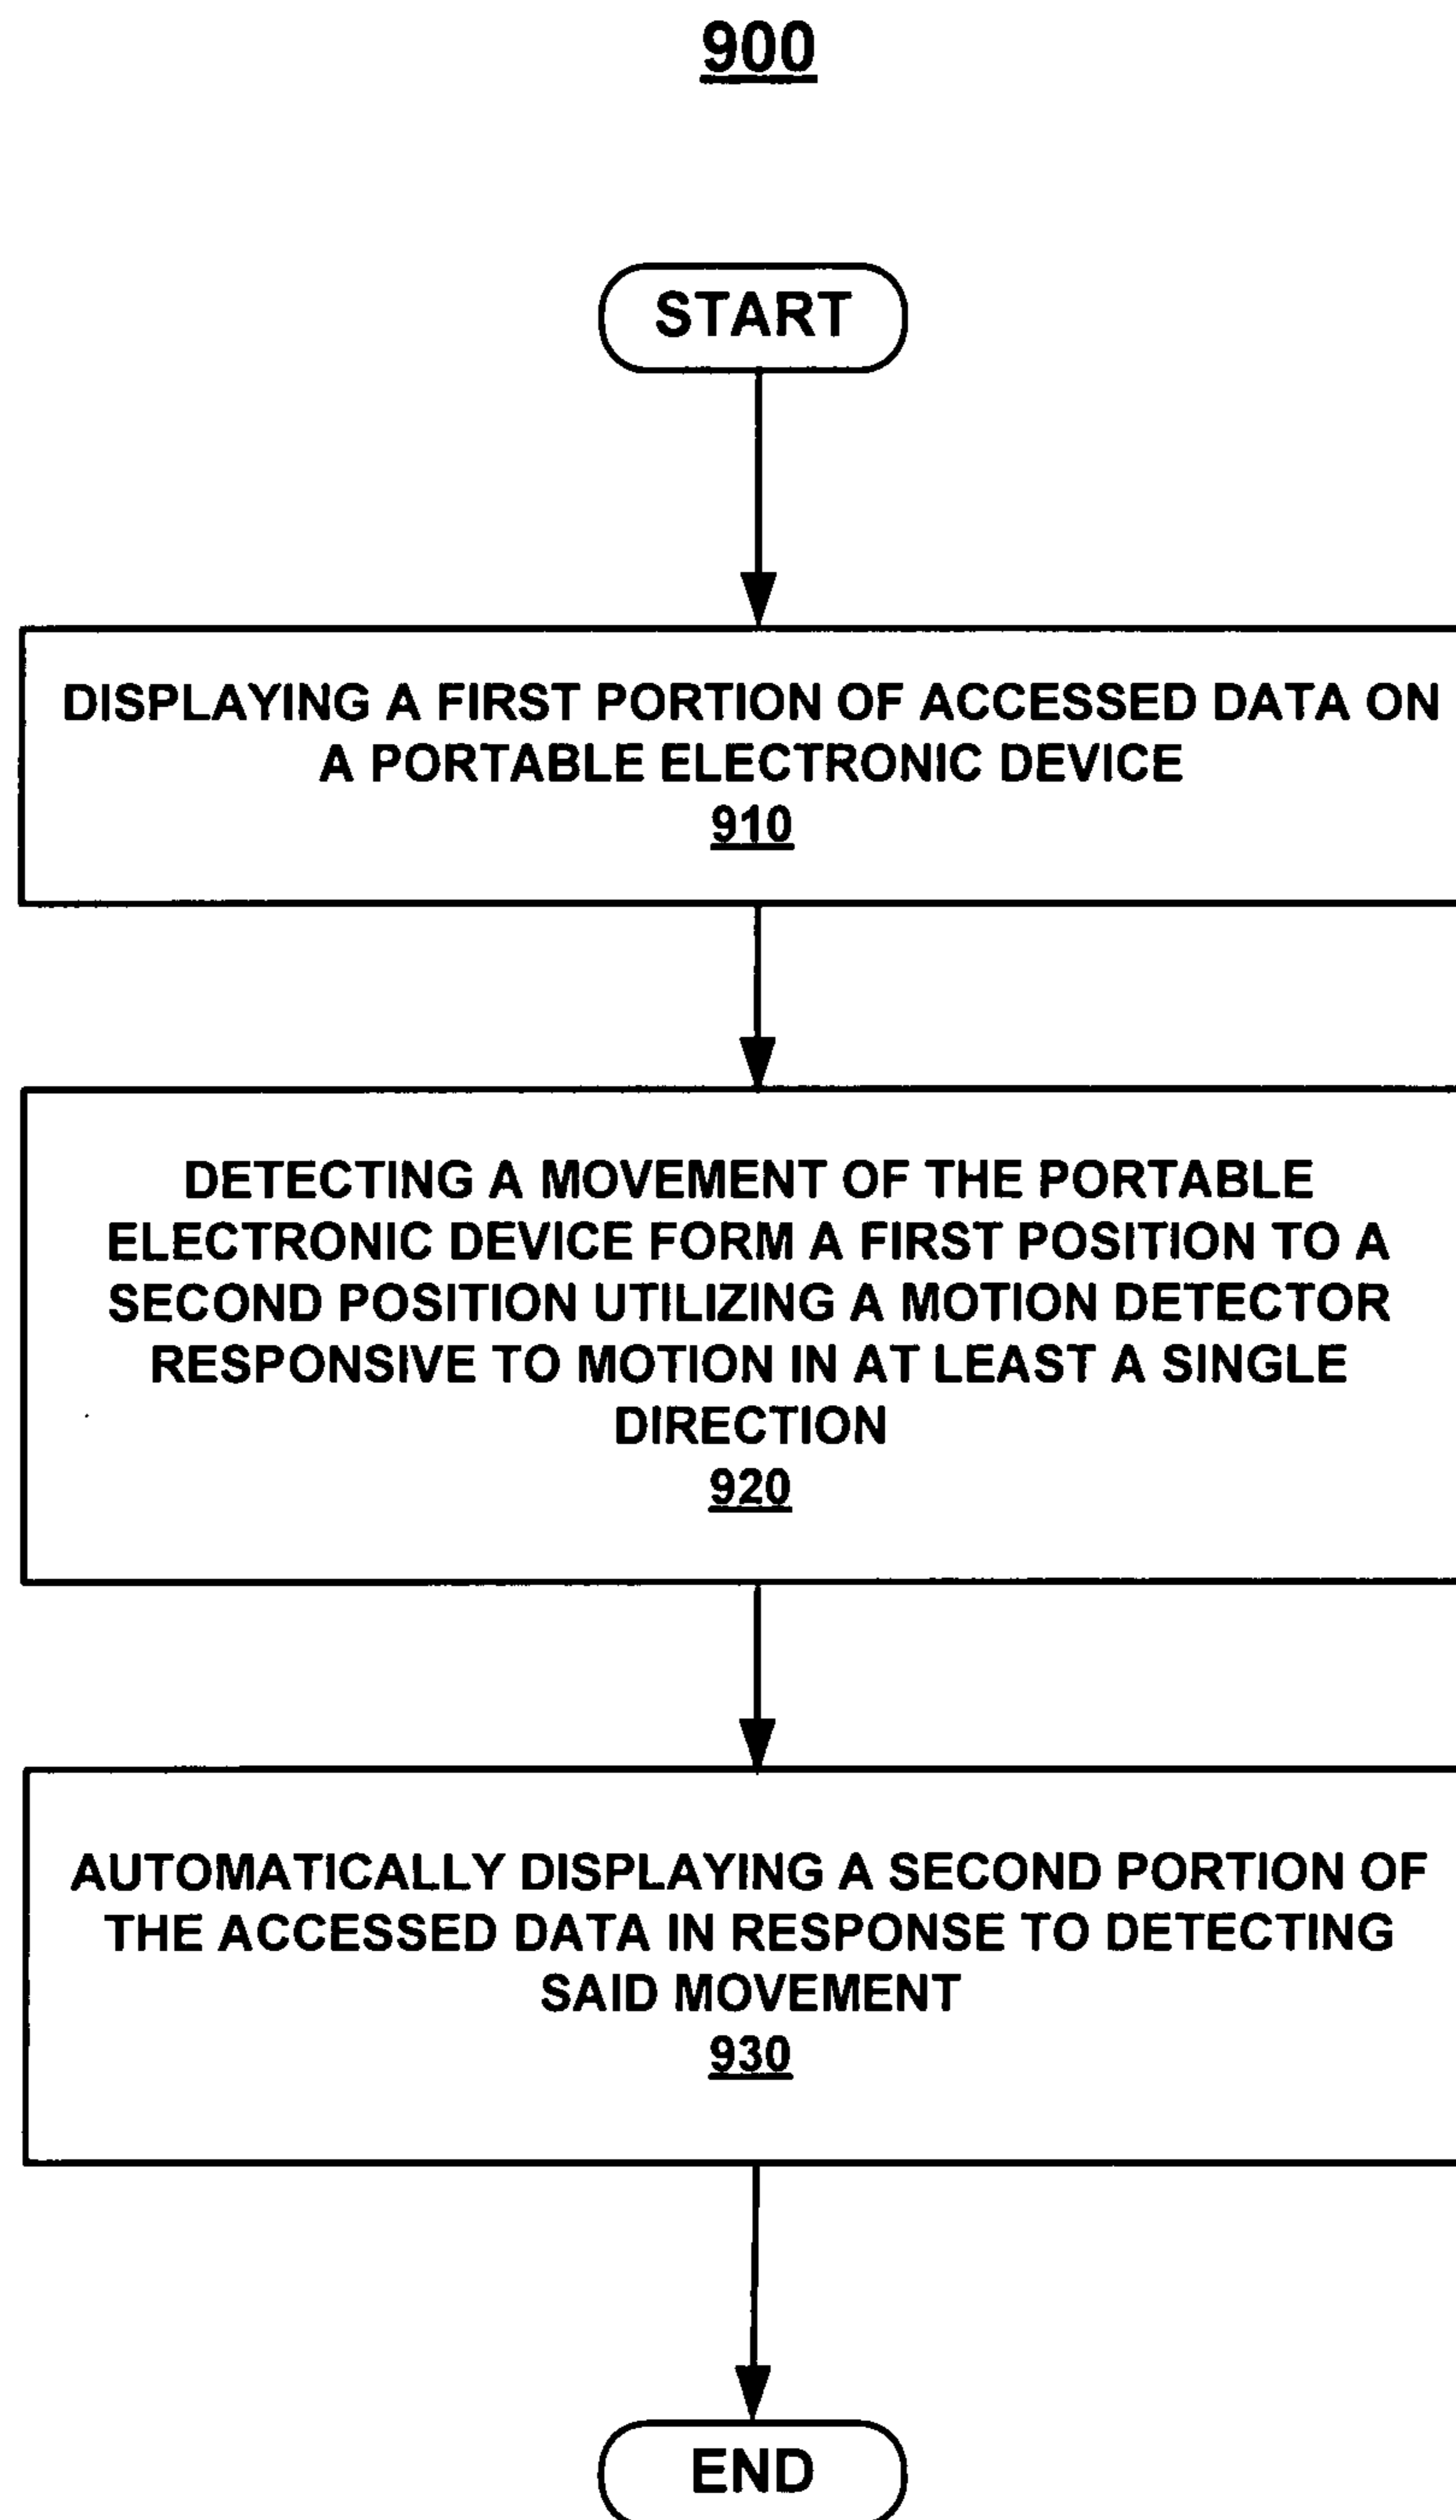 900
START
DISPLAYING A FIRST PORTION OF ACCESSED DATA ON
A PORTABLE ELECTRONIC DEVICE
910
DETECTING A MOVEMENT OF THE PORTABLE
ELECTRONIC DEVICE FORM A FIRST POSITION TO A
SECOND POSITION UTILIZING A MOTION DETECTOR
RESPONSIVE TO MOTION IN AT LEAST A SINGLE
DIRECTION
920
AUTOMATICALLY DISPLAYING A SECOND PORTION OF
THE ACCESSED DATA IN RESPONSE TO DETECTING
SAID MOVEMENT
930
END